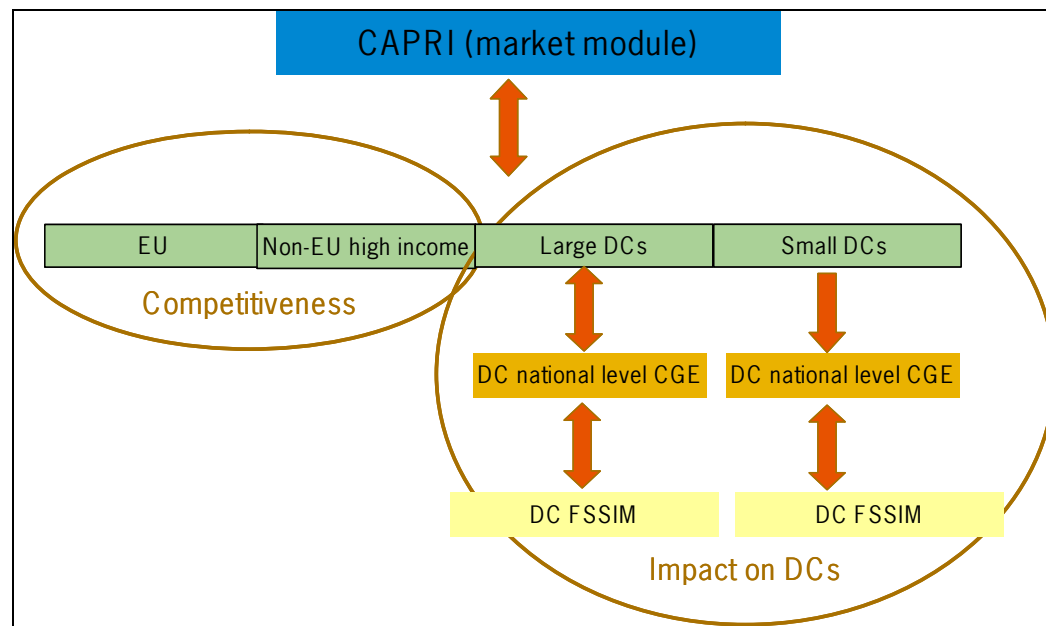 CAPRI (market module)
EU
Non-EU high income
Large DCs
Small DCs
Competitiveness
DC national level CGE
DC national level CGE
DC FSSIM
DC FSSIM
Impact on DCs